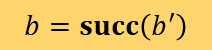 b = succ(b′)